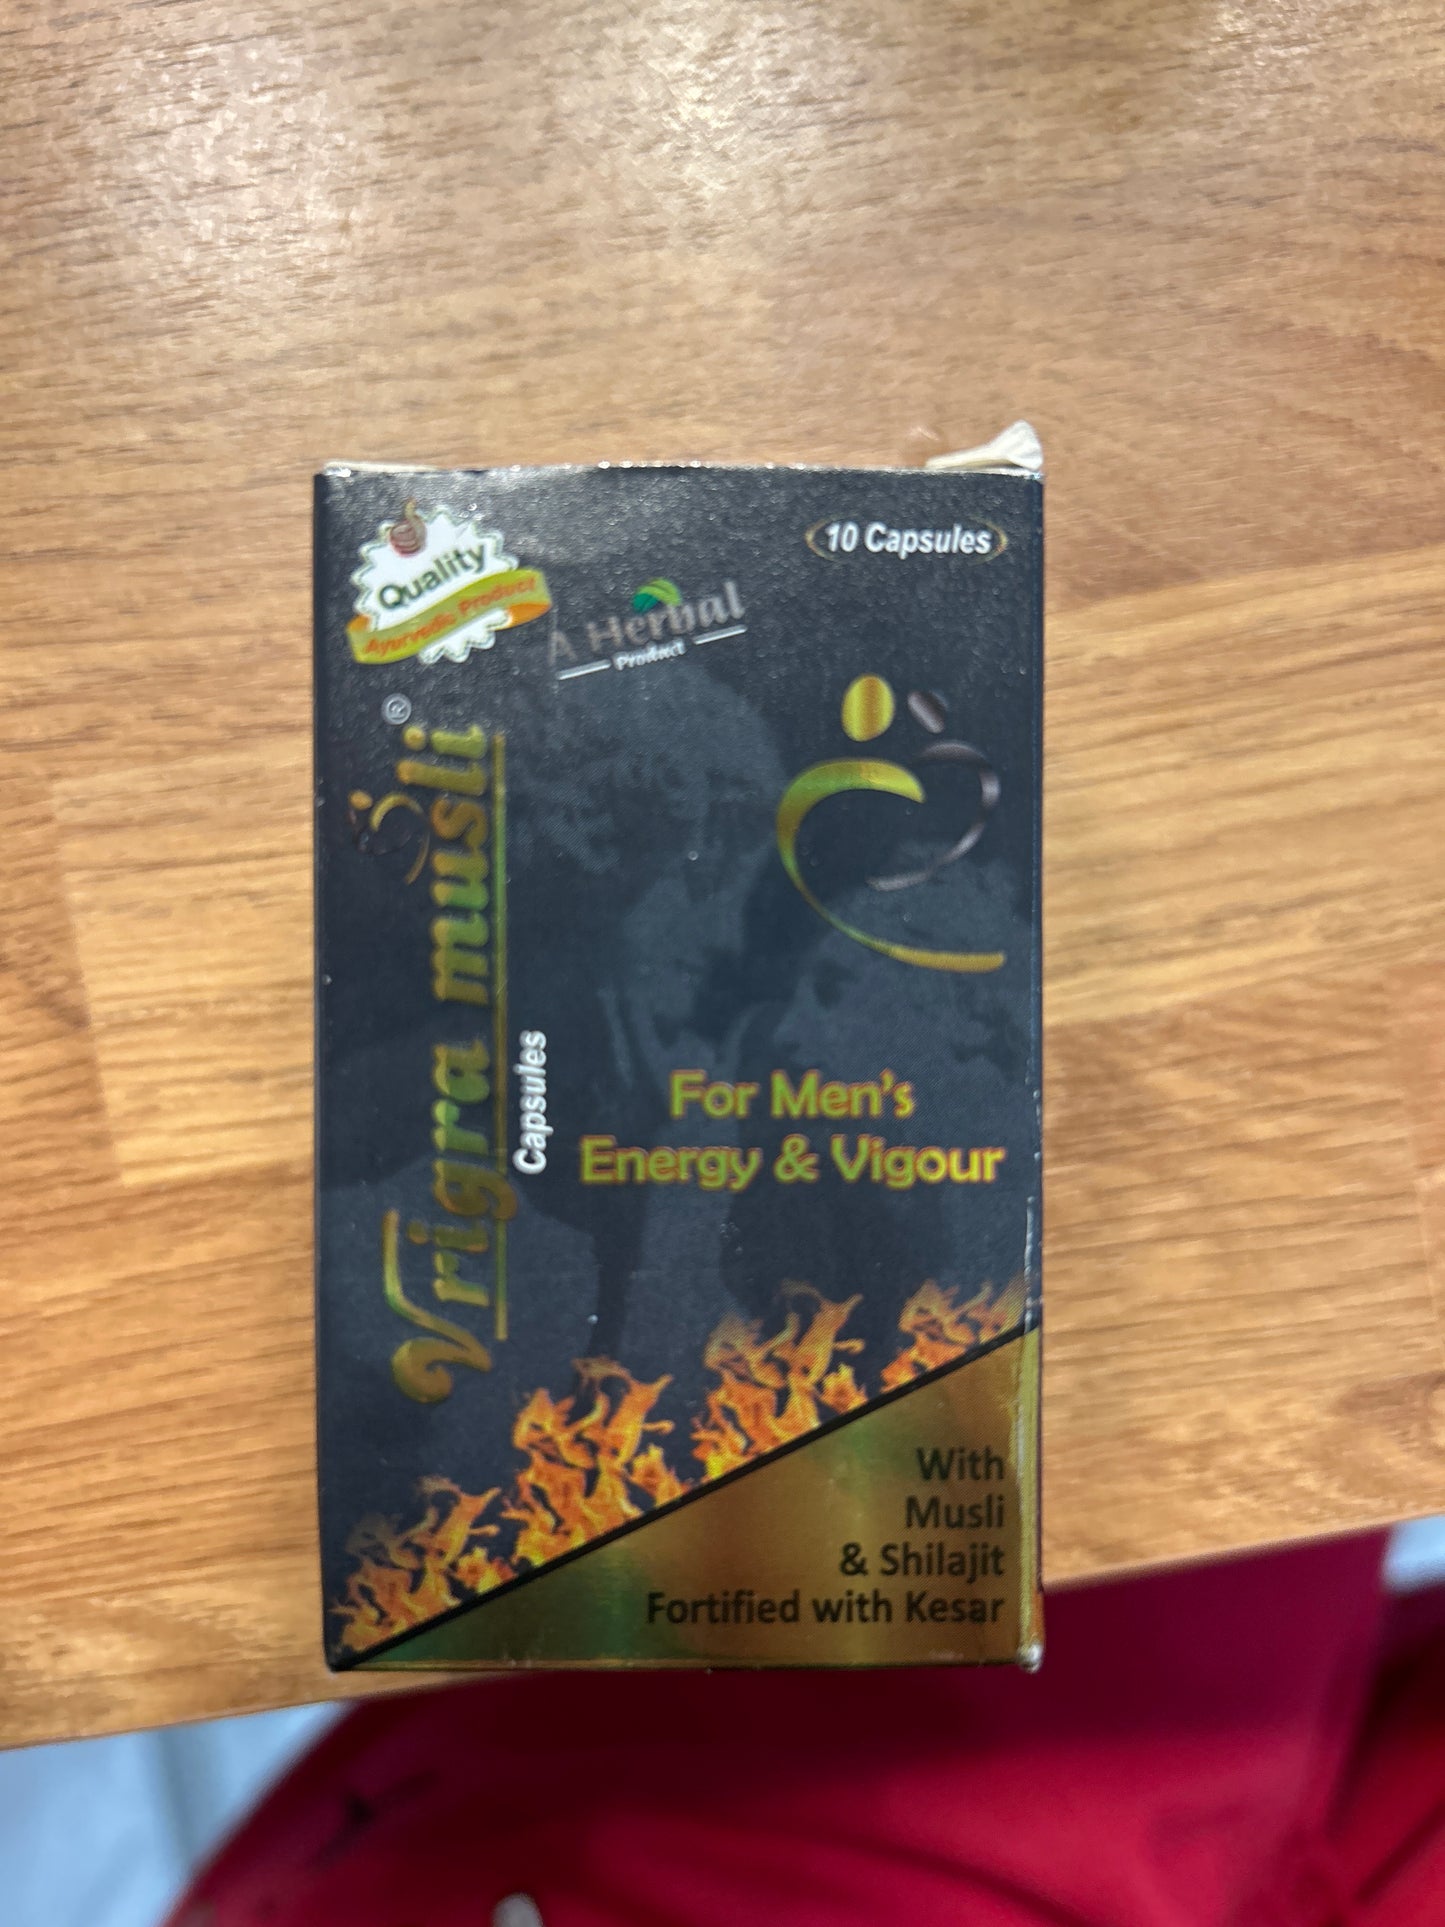 Quality
Ayurvedic Product
A Herbal
Product
10 Capsules
Vrigra musli®
Capsules
For Men's
Energy & Vigour
With
Musli
& Shilajit
Fortified with Kesar